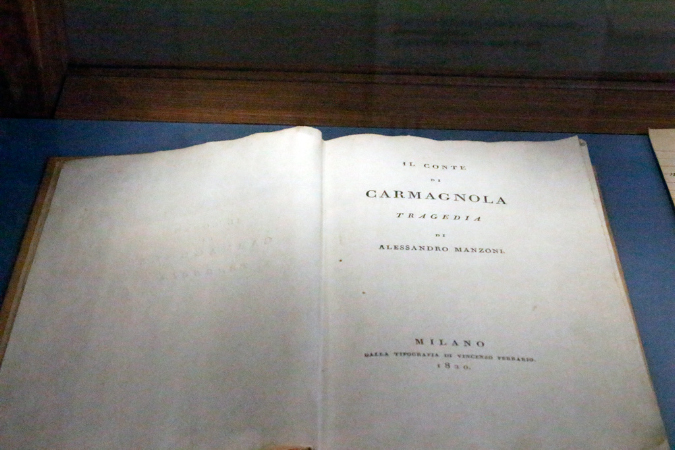 IL CONTE
DI
CARMAGNOLA
TRAGEDIA
DI
ALESSANDRO MANZONI.
MILANO
DALLA TIPOGRAFIA DI VINCENZO FERRARIO.
1820.